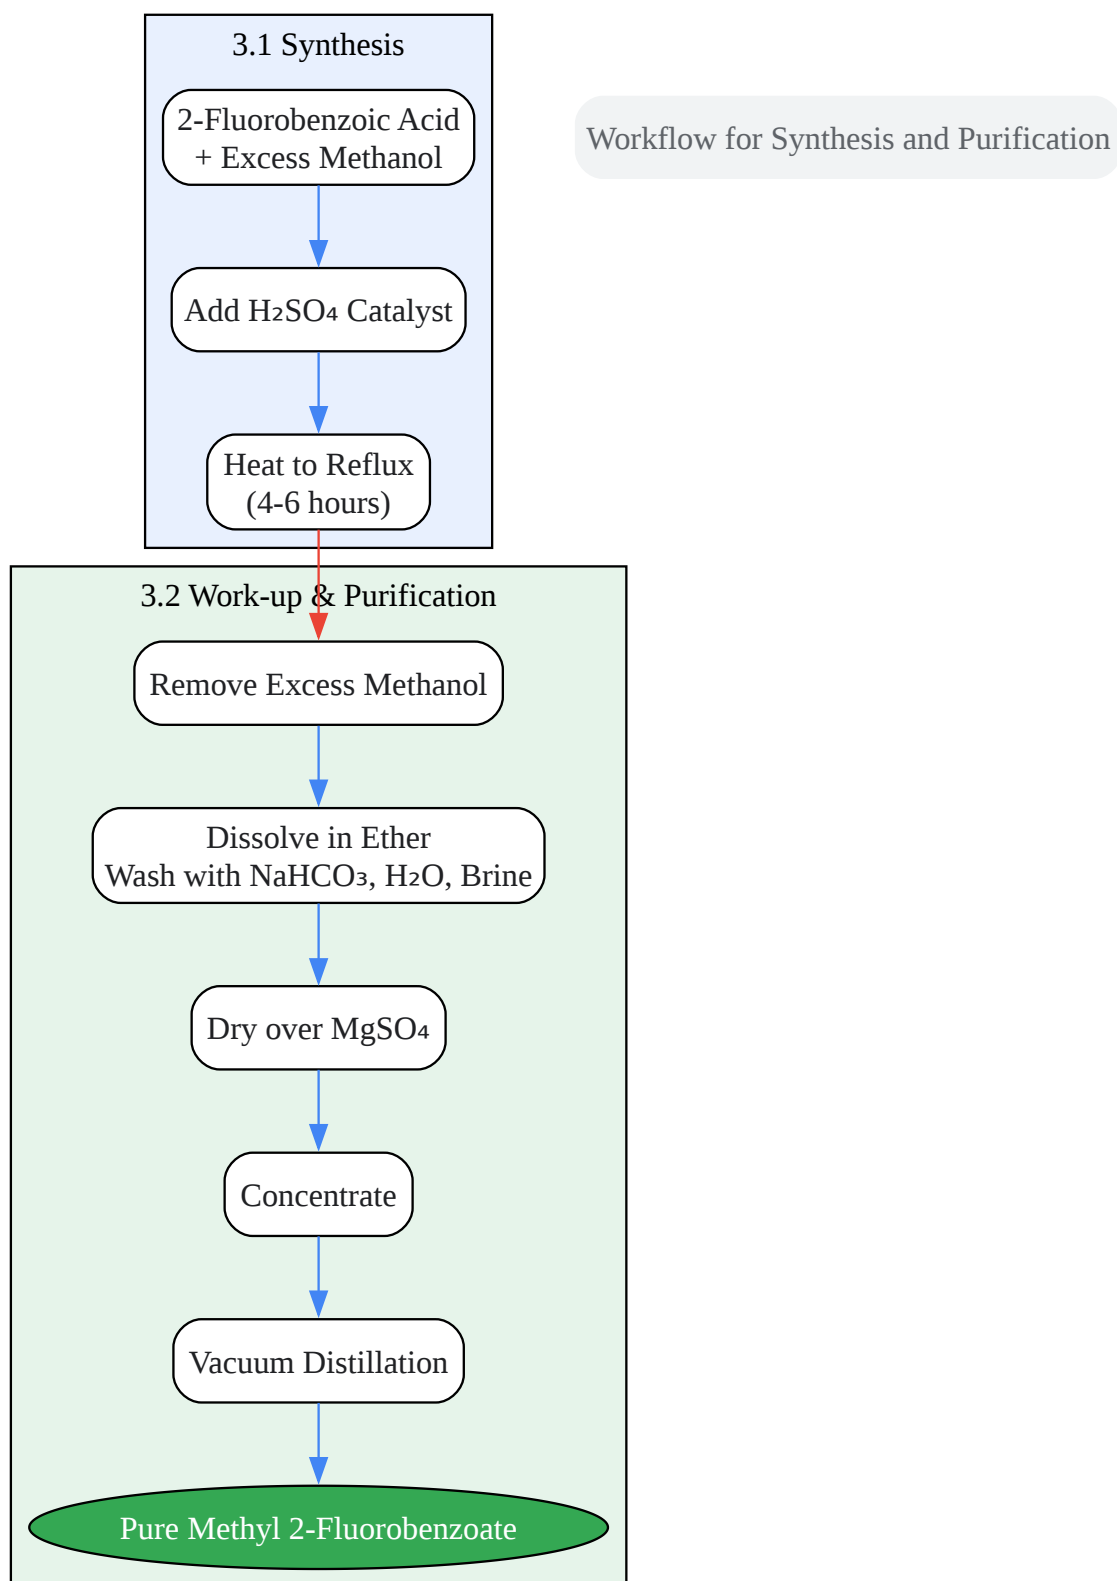 3.1 Synthesis
2-Fluorobenzoic Acid
+ Excess Methanol
Workflow for Synthesis and Purification
Add H₂SO₄ Catalyst
Heat to Reflux
(4-6 hours)
3.2 Work-up & Purification
Remove Excess Methanol
Dissolve in Ether
Wash with NaHCO₃, H₂O, Brine
Dry over MgSO₄
Concentrate
Vacuum Distillation
Pure Methyl 2-Fluorobenzoate